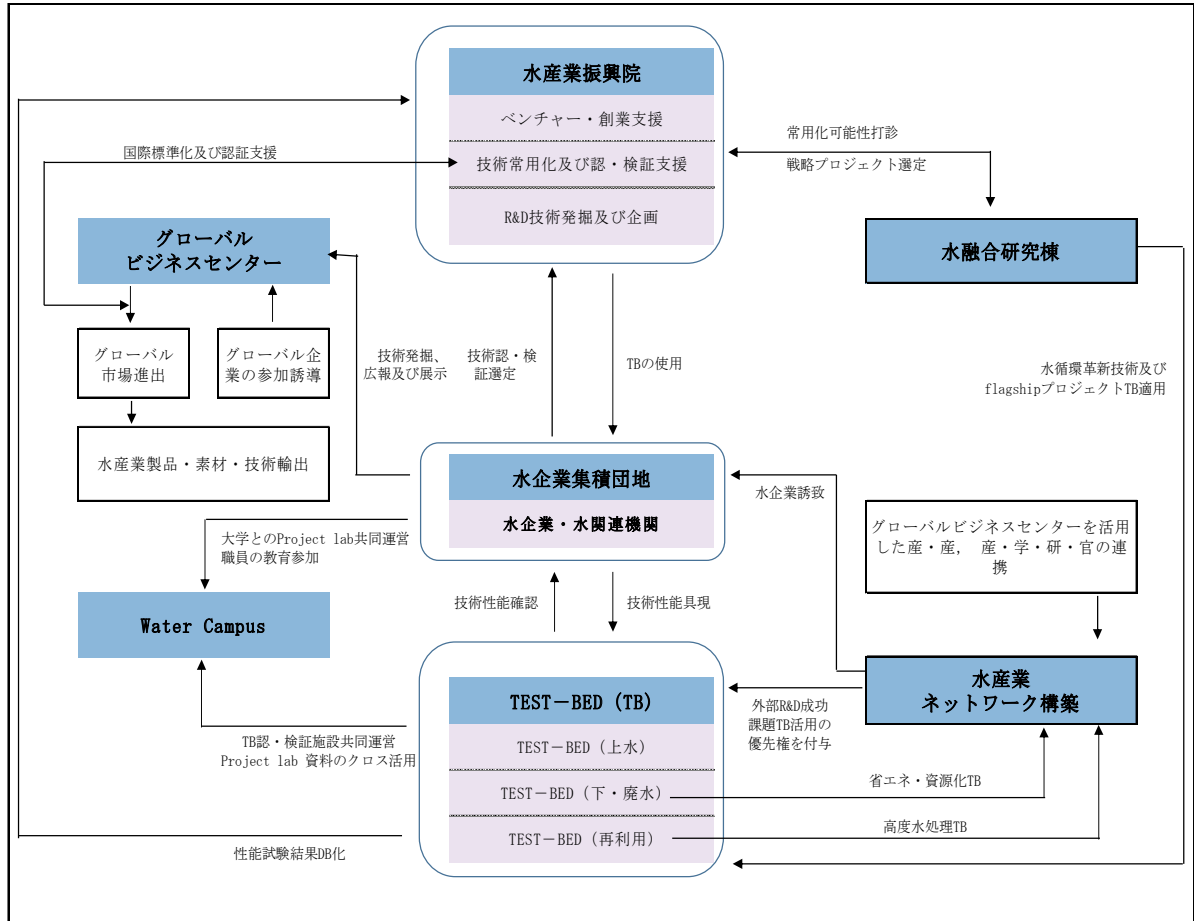 水産業振興院
ベンチャー・創業支援
技術常用化及び認・検証支援
R&D技術発掘及び企画
国際標準化及び認証支援
常用化可能性打診
戦略プロジェクト選定
グローバル
ビジネスセンター
水融合研究棟
グローバル
市場進出
グローバル企
業の参加誘導
水産業製品・素材・技術輸出
技術発掘、
広報及び展示
技術認・検
証選定
TBの使用
水循環革新技術及び
flagshipプロジェクトTB適用
水企業集積団地
水企業・水関連機関
水企業誘致
グローバルビジネスセンターを活用
した産・産, 産・学・研・官の連
携
大学とのProject lab共同運営
職員の教育参加
技術性能確認
技術性能具現
Water Campus
水産業
ネットワーク構築
TEST－BED（TB）
TEST－BED（上水）
TEST－BED（下・廃水）
TEST－BED（再利用）
外部R&D成功
課題TB活用の
優先権を付与
TB認・検証施設共同運営
Project lab 資料のクロス活用
省エネ・資源化TB
高度水処理TB
性能試験結果DB化